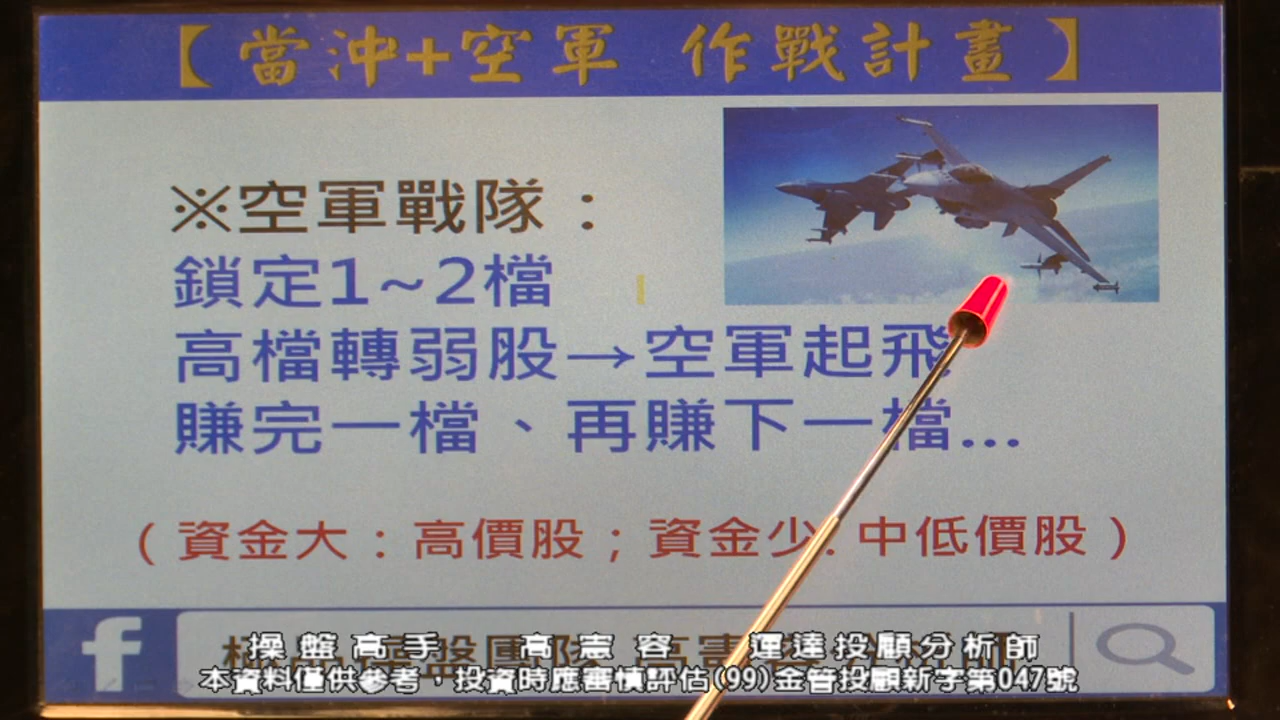 【當沖+空軍 作戰計畫】
※空軍戰隊：
鎖定1~2檔
高檔轉弱股→空軍起飛
賺完一檔、再賺下一檔...
（資金大：高價股；資金少：中低價股）
操盤高手 高憲容 運達投顧分析師
本資料僅供參考，投資時應審慎評估(99)金管投顧新字第047號